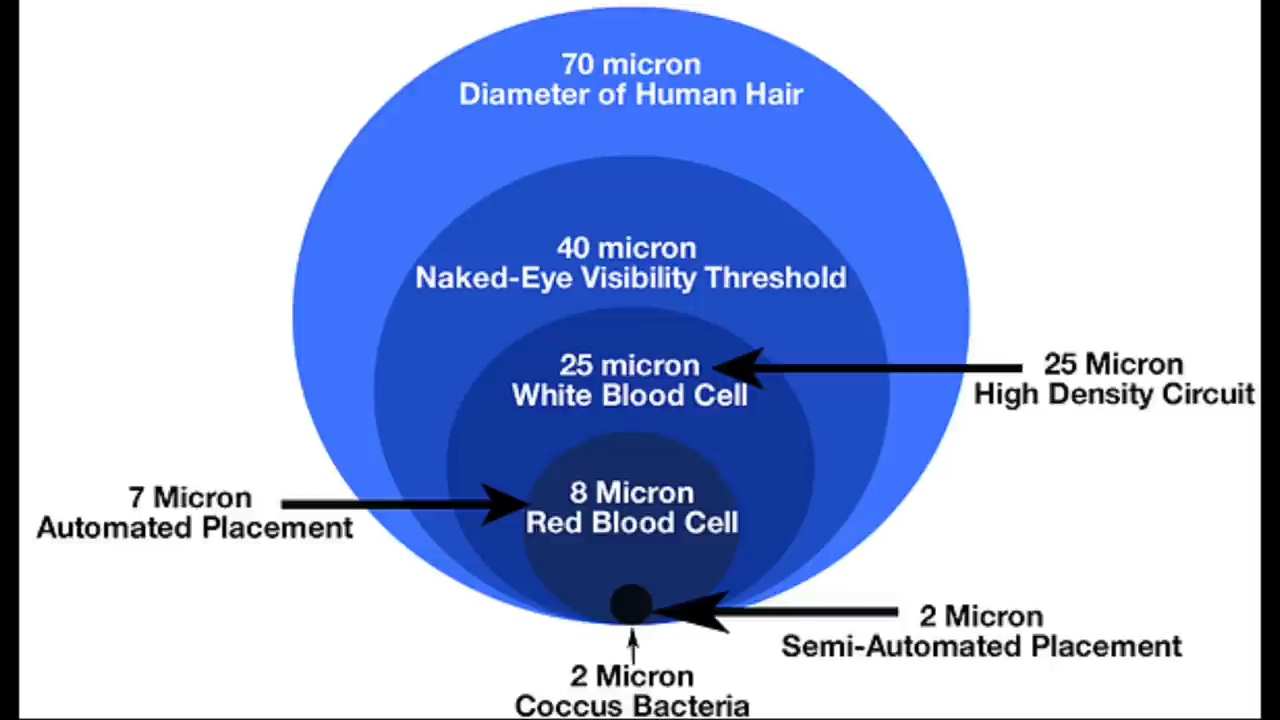 70 micron
Diameter of Human Hair
40 micron
Naked-Eye Visibility Threshold
25 micron
White Blood Cell
25 Micron
High Density Circuit
7 Micron
Automated Placement
8 Micron
Red Blood Cell
2 Micron
Semi-Automated Placement
2 Micron
Coccus Bacteria